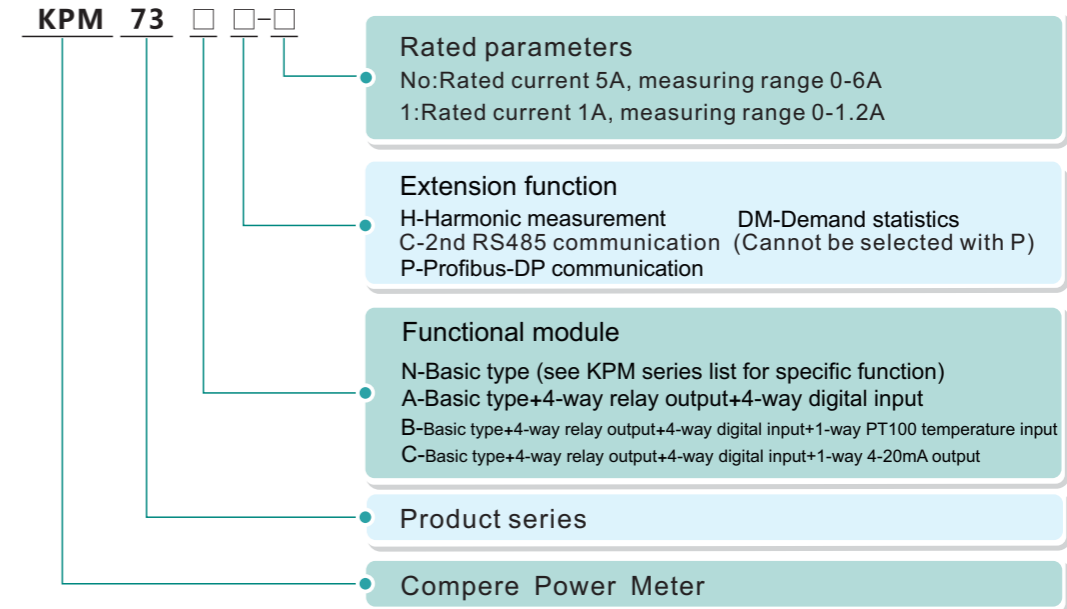 KPM 73 □ □-□
Rated parameters
No:Rated current 5A, measuring range 0-6A
1:Rated current 1A, measuring range 0-1.2A
Extension function
H-Harmonic measurement DM-Demand statistics
C-2nd RS485 communication (Cannot be selected with P)
P-Profibus-DP communication
Functional module
N-Basic type (see KPM series list for specific function)
A-Basic type+4-way relay output+4-way digital input
B-Basic type+4-way relay output+4-way digital input+1-way PT100 temperature input
C-Basic type+4-way relay output+4-way digital input+1-way 4-20mA output
Product series
Compere Power Meter